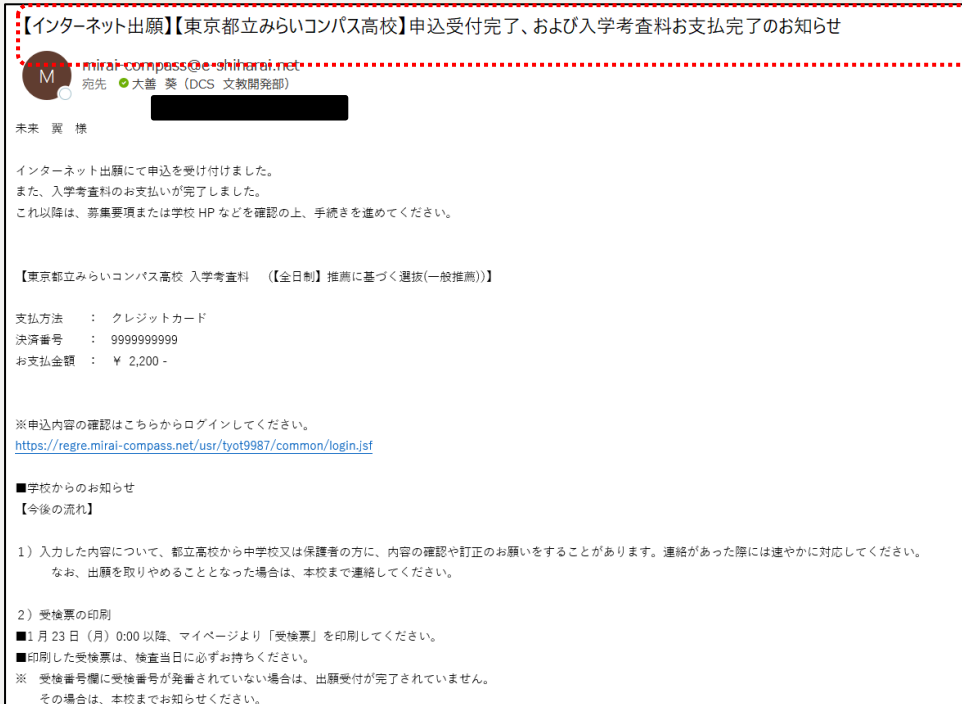 【インターネット出願】【東京都立みらいコンパス高校】申込受付完了、および入学考査料お支払完了のお知らせ
M
mirai-compass@e-shiharai.net
宛先 大善 葵（DCS 文教開発部）
未来 翼 様
インターネット出願にて申込を受け付けました。
また、入学考査料のお支払いが完了しました。
これ以降は、募集要項または学校 HP などを確認の上、手続きを進めてください。
【東京都立みらいコンパス高校 入学考査料 （【全日制】推薦に基づく選抜(一般推薦))】
支払方法 ： クレジットカード
決済番号 ： 9999999999
お支払金額 ： ￥ 2,200 -
※申込内容の確認はこちらからログインしてください。
https://regre.mirai-compass.net/usr/tyot9987/common/login.jsf
■学校からのお知らせ
【今後の流れ】
１）入力した内容について、都立高校から中学校又は保護者の方に、内容の確認や訂正のお願いをすることがあります。連絡があった際には速やかに対応してください。
なお、出願を取りやめることとなった場合は、本校まで連絡してください。
２）受検票の印刷
■1 月 23 日（月）0:00 以降、マイページより「受検票」を印刷してください。
■印刷した受検票は、検査当日に必ずお持ちください。
※ 受検番号欄に受検番号が発番されていない場合は、出願受付が完了されていません。
その場合は、本校までお知らせください。